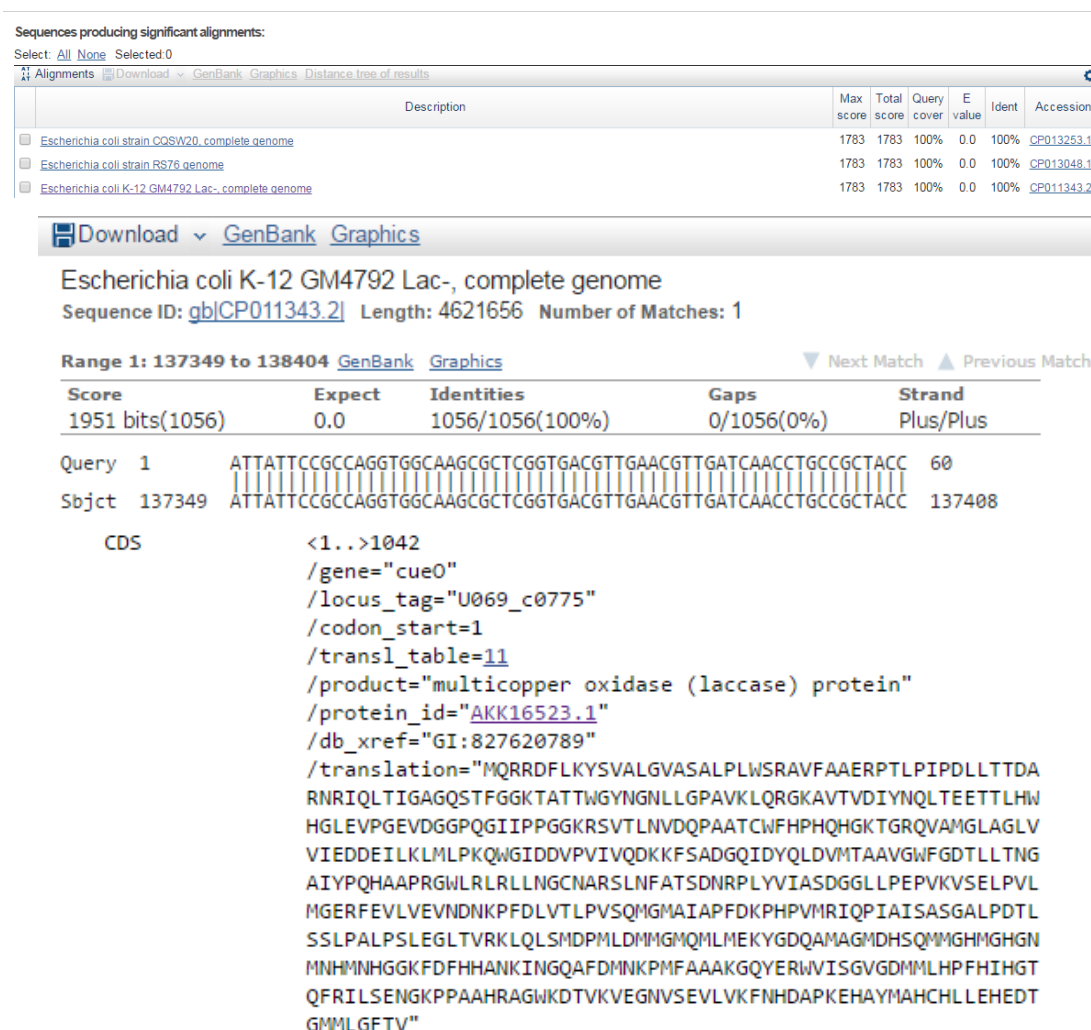 Sequences producing significant alignments:
Select: All None Selected:0
Alignments Download GenBank Graphics Distance tree of results
Description Max score Total score Query cover E value Ident Accession
Escherichia coli strain CQSW20, complete genome 1783 1783 100% 0.0 100% CP013253.1
Escherichia coli strain RS76 genome 1783 1783 100% 0.0 100% CP013048.1
Escherichia coli K-12 GM4792 Lac-, complete genome 1783 1783 100% 0.0 100% CP011343.2
Download GenBank Graphics
Escherichia coli K-12 GM4792 Lac-, complete genome
Sequence ID: gb|CP011343.2| Length: 4621656 Number of Matches: 1
Range 1: 137349 to 138404 GenBank Graphics Next Match Previous Match
Score Expect Identities Gaps Strand
1951 bits(1056) 0.0 1056/1056(100%) 0/1056(0%) Plus/Plus
Query 1 ATTATTCCGCCAGGTGGCAAGCGCTCGGTGACGTTGAACGTTGATCAACCTGCCGCTACC 60
Sbjct 137349 ATTATTCCGCCAGGTGGCAAGCGCTCGGTGACGTTGAACGTTGATCAACCTGCCGCTACC 137408
CDS <1..>1042
/gene="cueO"
/locus_tag="U069_c0775"
/codon_start=1
/transl_table=11
/product="multicopper oxidase (laccase) protein"
/protein_id="AKK16523.1"
/db_xref="GI:827620789"
/translation="MQRRDFLKYSVALGVASALPLWSRAVFAAERPTLPIPDLLTTDA
RNRIQLTIGAGQSTFGGKTATTWGYNGNLLGPAVKLQRGKAVTVDIYNQLTEETTLHW
HGLEVPGEVDGGPQGIIPPGGKRSVTLNVDQPAATCWFHPHQHGKTGRQVAMGLAGLV
VIEDDEILKLMLPKQWGIDDVPVIVQDKKFSADGQIDYQLDVMTAAVGWFGDTLLTNG
AIYPQHAAPRGWLRLRLLNGCNARSLNFATSDNRPLYVIASDGGLLPEPVKVSELPVL
MGERFEVLVEVNDNKPFDLVTLPVSQMGMAIAPFDKPHPVMRIQPIAISASGALPDTL
SSLPALPSLEGLTVRKLQLSMDPMLDMMGMQMLMEKYGDQAMAGMDHSQMMGHMGHGN
MNHMNHGGKFDFHHANKINGQAFDMNKPMFAAAKGQYERWVISGVGDMMLHPFHIHGT
QFRILSENGKPPAAHRAGWKDTVKVEGNVSEVLVKFNHDAPKEHAYMAHCHLLEHEDT
GMMLGFTV"